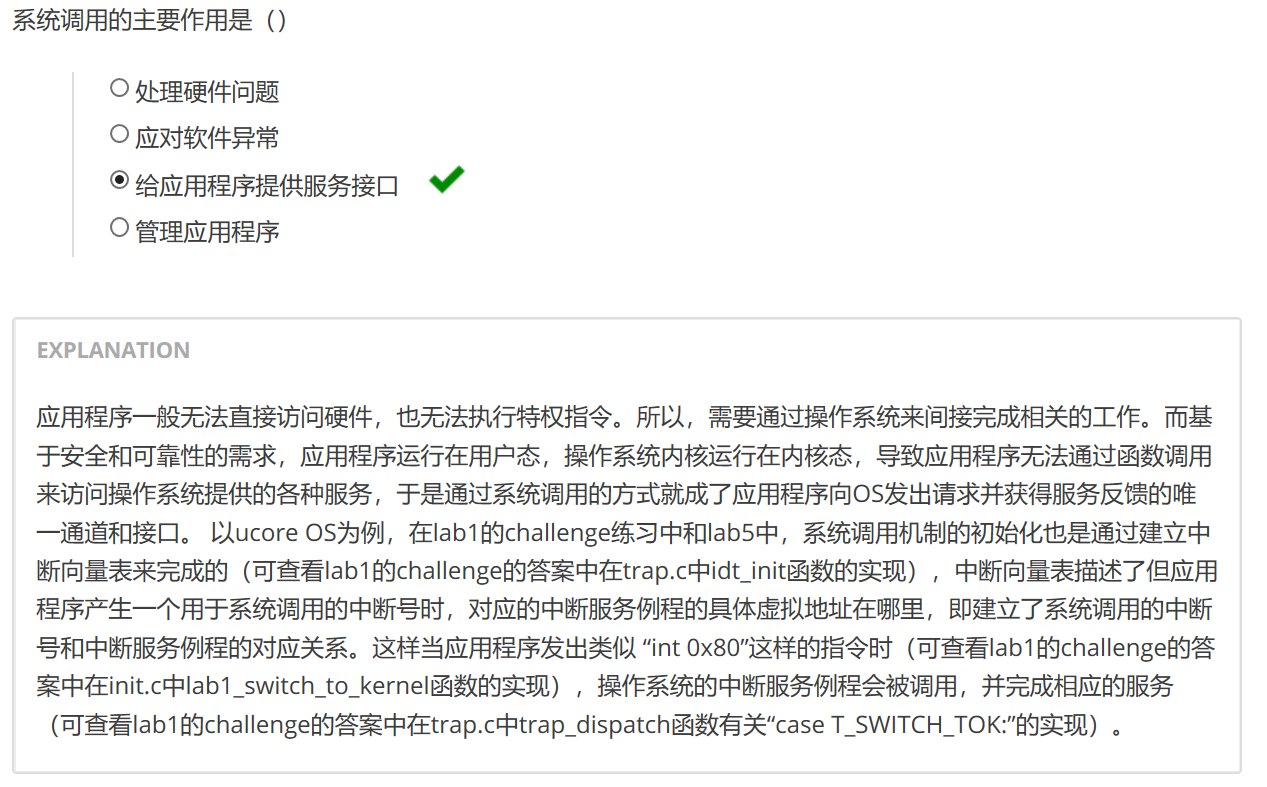 系统调用的主要作用是（）
处理硬件问题
应对软件异常
给应用程序提供服务接口
管理应用程序
EXPLANATION
应用程序一般无法直接访问硬件，也无法执行特权指令。所以，需要通过操作系统来间接完成相关的工作。而基
于安全和可靠性的需求，应用程序运行在用户态，操作系统内核运行在内核态，导致应用程序无法通过函数调用
来访问操作系统提供的各种服务，于是通过系统调用的方式就成了应用程序向OS发出请求并获得服务反馈的唯
一通道和接口。 以ucore OS为例，在lab1的challenge练习中和lab5中，系统调用机制的初始化也是通过建立中
断向量表来完成的（可查看lab1的challenge的答案中在trap.c中idt_init函数的实现），中断向量表描述了但应用
程序产生一个用于系统调用的中断号时，对应的中断服务例程的具体虚拟地址在哪里，即建立了系统调用的中断
号和中断服务例程的对应关系。这样当应用程序发出类似 “int 0x80”这样的指令时（可查看lab1的challenge的答
案中在init.c中lab1_switch_to_kernel函数的实现），操作系统的中断服务例程会被调用，并完成相应的服务
（可查看lab1的challenge的答案中在trap.c中trap_dispatch函数有关“case T_SWITCH_TOK:”的实现）。